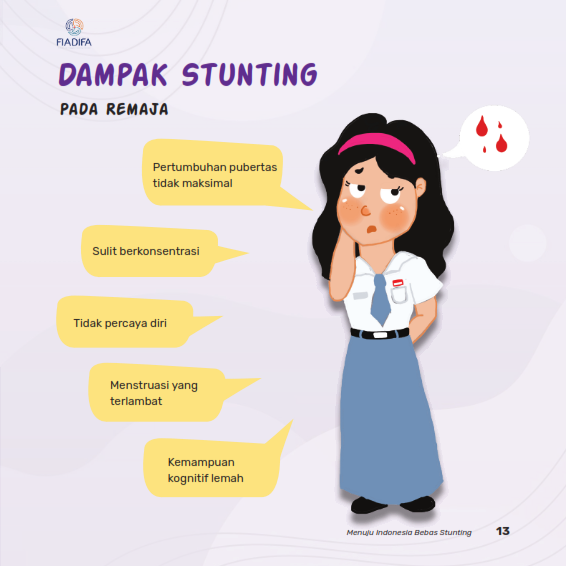 FIADIFA
DAMPAK STUNTING
PADA REMAJA
Pertumbuhan pubertas
tidak maksimal
Sulit berkonsentrasi
Tidak percaya diri
Menstruasi yang
terlambat
Kemampuan
kognitif lemah
Menuju Indonesia Bebas Stunting 13